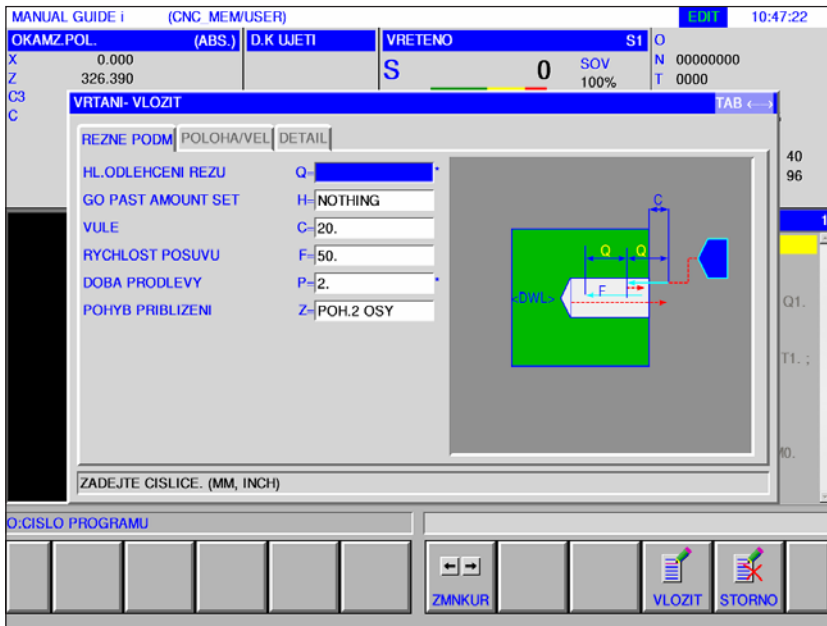 MANUAL GUIDE i (CNC_MEM/USER) EDIT 10:47:22
OKAMZ.POL. (ABS.) D.K UJETI VRETENO S1 O
X 0.000 S 0 SOV N 00000000
Z 326.390 100% T 0000
C3
C
VRTANI- VLOZIT TAB
REZNE PODM POLOHA/VEL DETAIL
HL.ODLEHCENI REZU Q= *
GO PAST AMOUNT SET H= NOTHING
VULE C= 20.
RYCHLOST POSUVU F= 50.
DOBA PRODLEVY P= 2. *
POHYB PRIBLIZENI Z= POH.2 OSY
C
Q Q
<DWL> F
40
96
1
Q1.
T1. ;
M0.
ZADEJTE CISLICE. (MM, INCH)
O:CISLO PROGRAMU
ZMNKUR VLOZIT STORNO